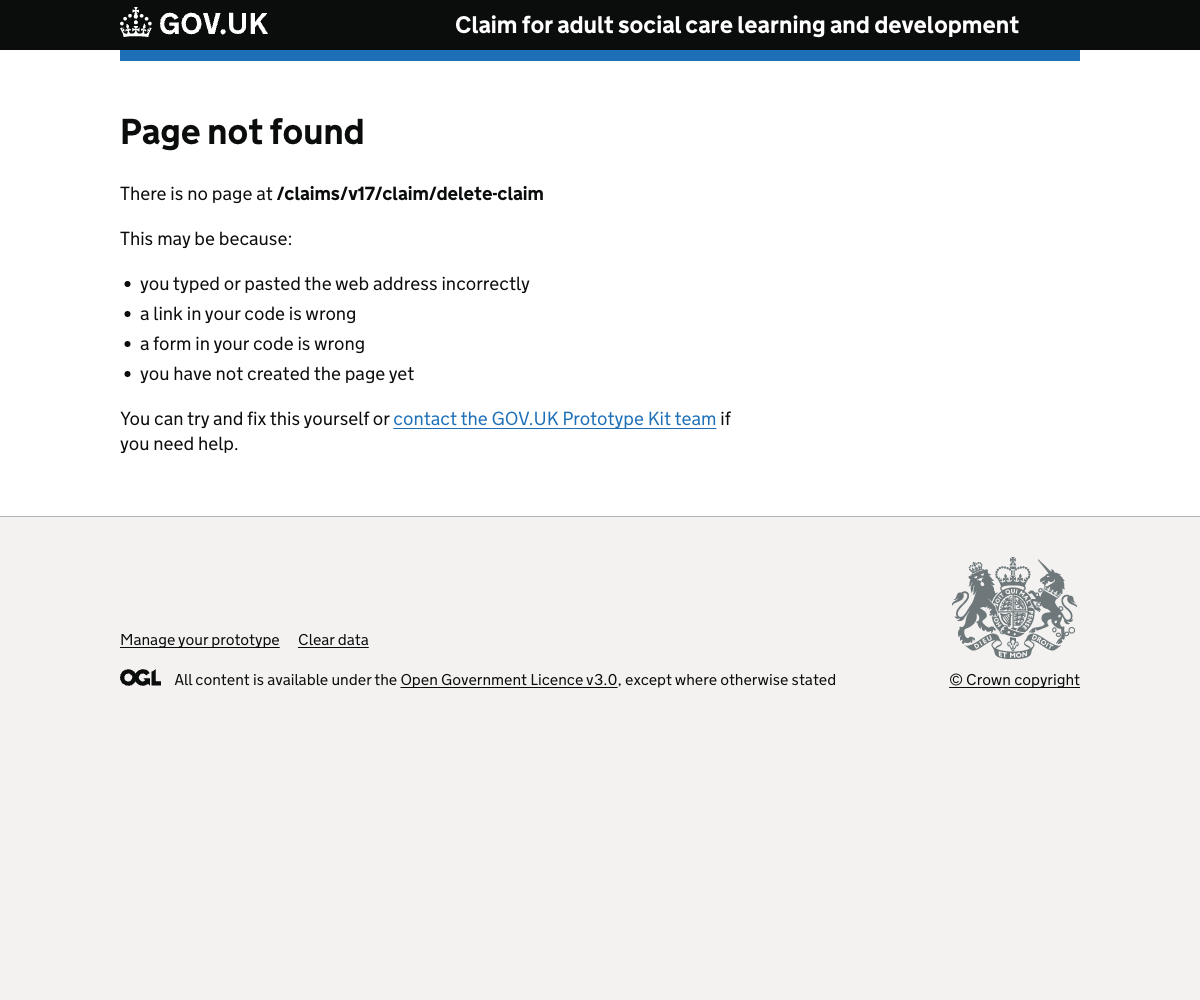 GOV.UK
Claim for adult social care learning and development
Page not found
There is no page at /claims/v17/claim/delete-claim
This may be because:
• you typed or pasted the web address incorrectly
• a link in your code is wrong
• a form in your code is wrong
• you have not created the page yet
You can try and fix this yourself or contact the GOV.UK Prototype Kit team if
you need help.
Manage your prototype Clear data
OGL All content is available under the Open Government Licence v3.0, except where otherwise stated
DIEU ET MON DROIT
© Crown copyright